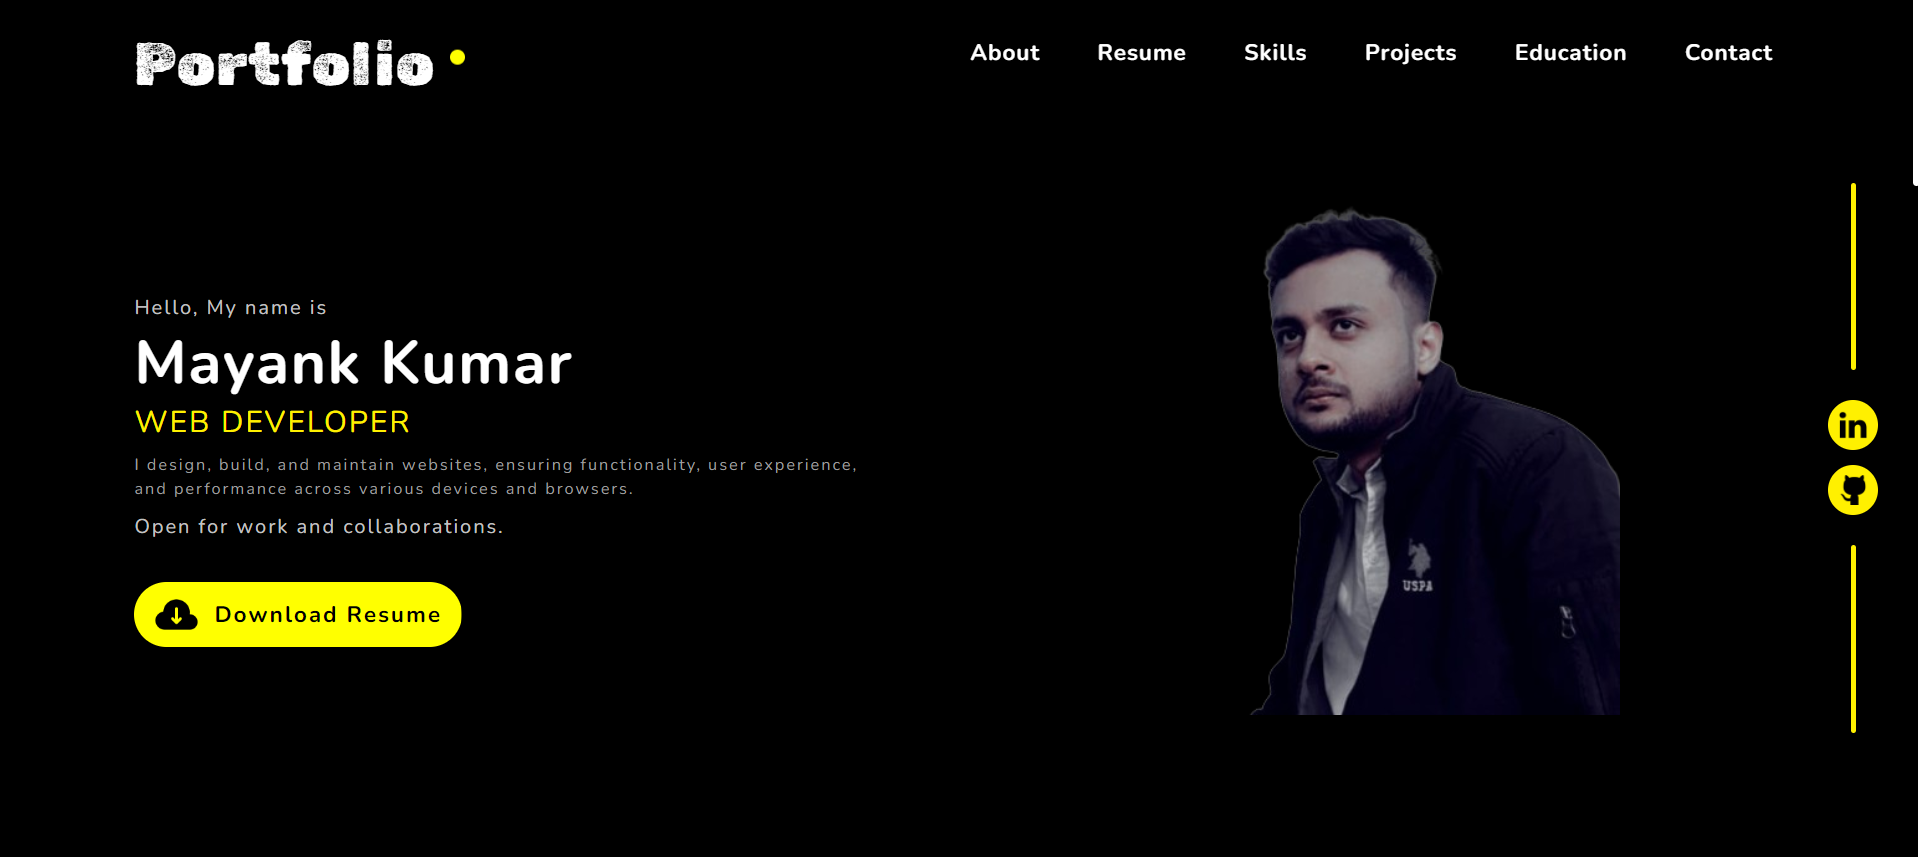 Portfolio
About Resume Skills Projects Education Contact
Hello, My name is
Mayank Kumar
WEB DEVELOPER
I design, build, and maintain websites, ensuring functionality, user experience,
and performance across various devices and browsers.
Open for work and collaborations.
Download Resume
USPA
in